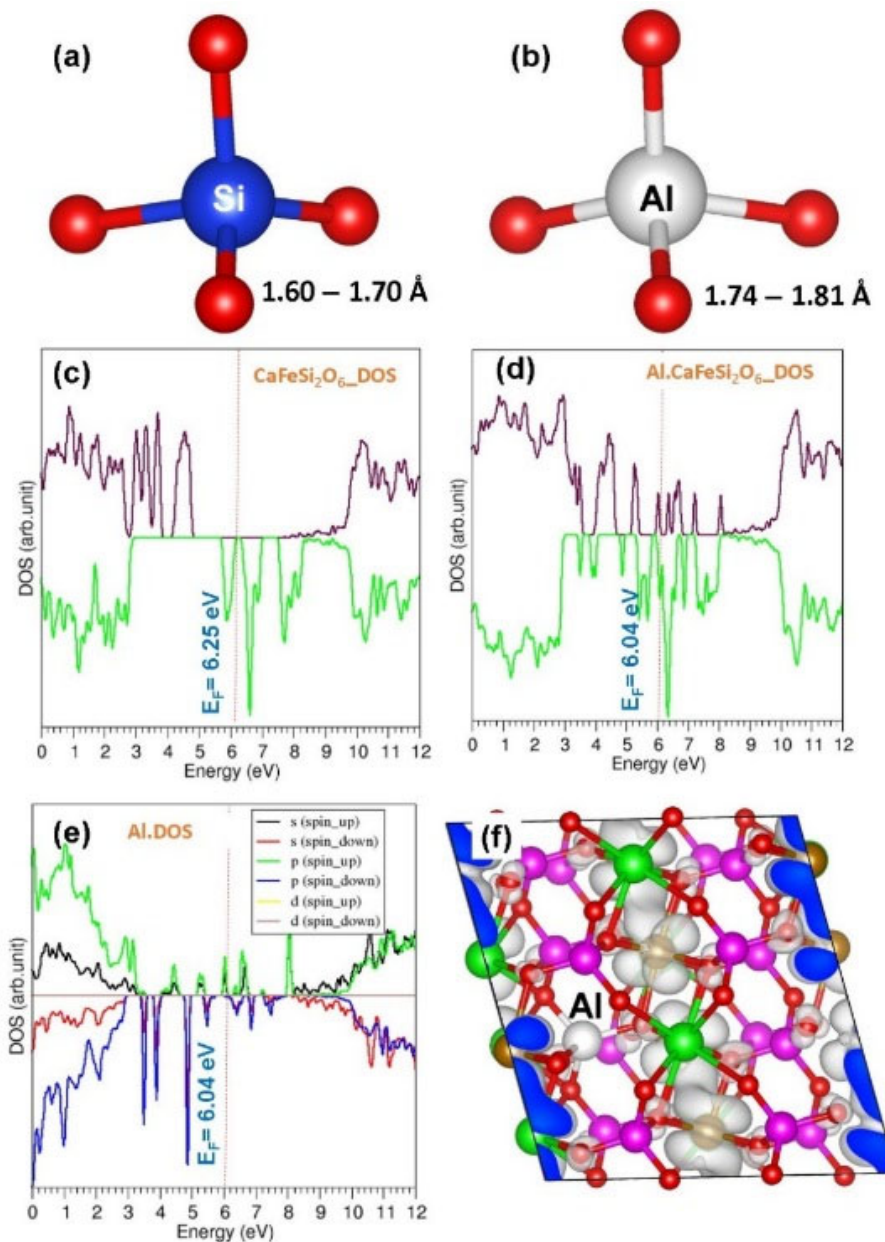 (a)
(b)
Si
Al
1.60 – 1.70 Å
1.74 – 1.81 Å
(c)
CaFeSi₂O₆_DOS
DOS (arb.unit)
E_F= 6.25 eV
0 1 2 3 4 5 6 7 8 9 10 11 12
Energy (eV)
(d)
Al.CaFeSi₂O₆_DOS
DOS (arb.unit)
E_F= 6.04 eV
0 1 2 3 4 5 6 7 8 9 10 11 12
Energy (eV)
(e)
Al.DOS
s (spin_up)
s (spin_down)
p (spin_up)
p (spin_down)
d (spin_up)
d (spin_down)
DOS (arb.unit)
E_F= 6.04 eV
0 1 2 3 4 5 6 7 8 9 10 11 12
Energy (eV)
(f)
Al